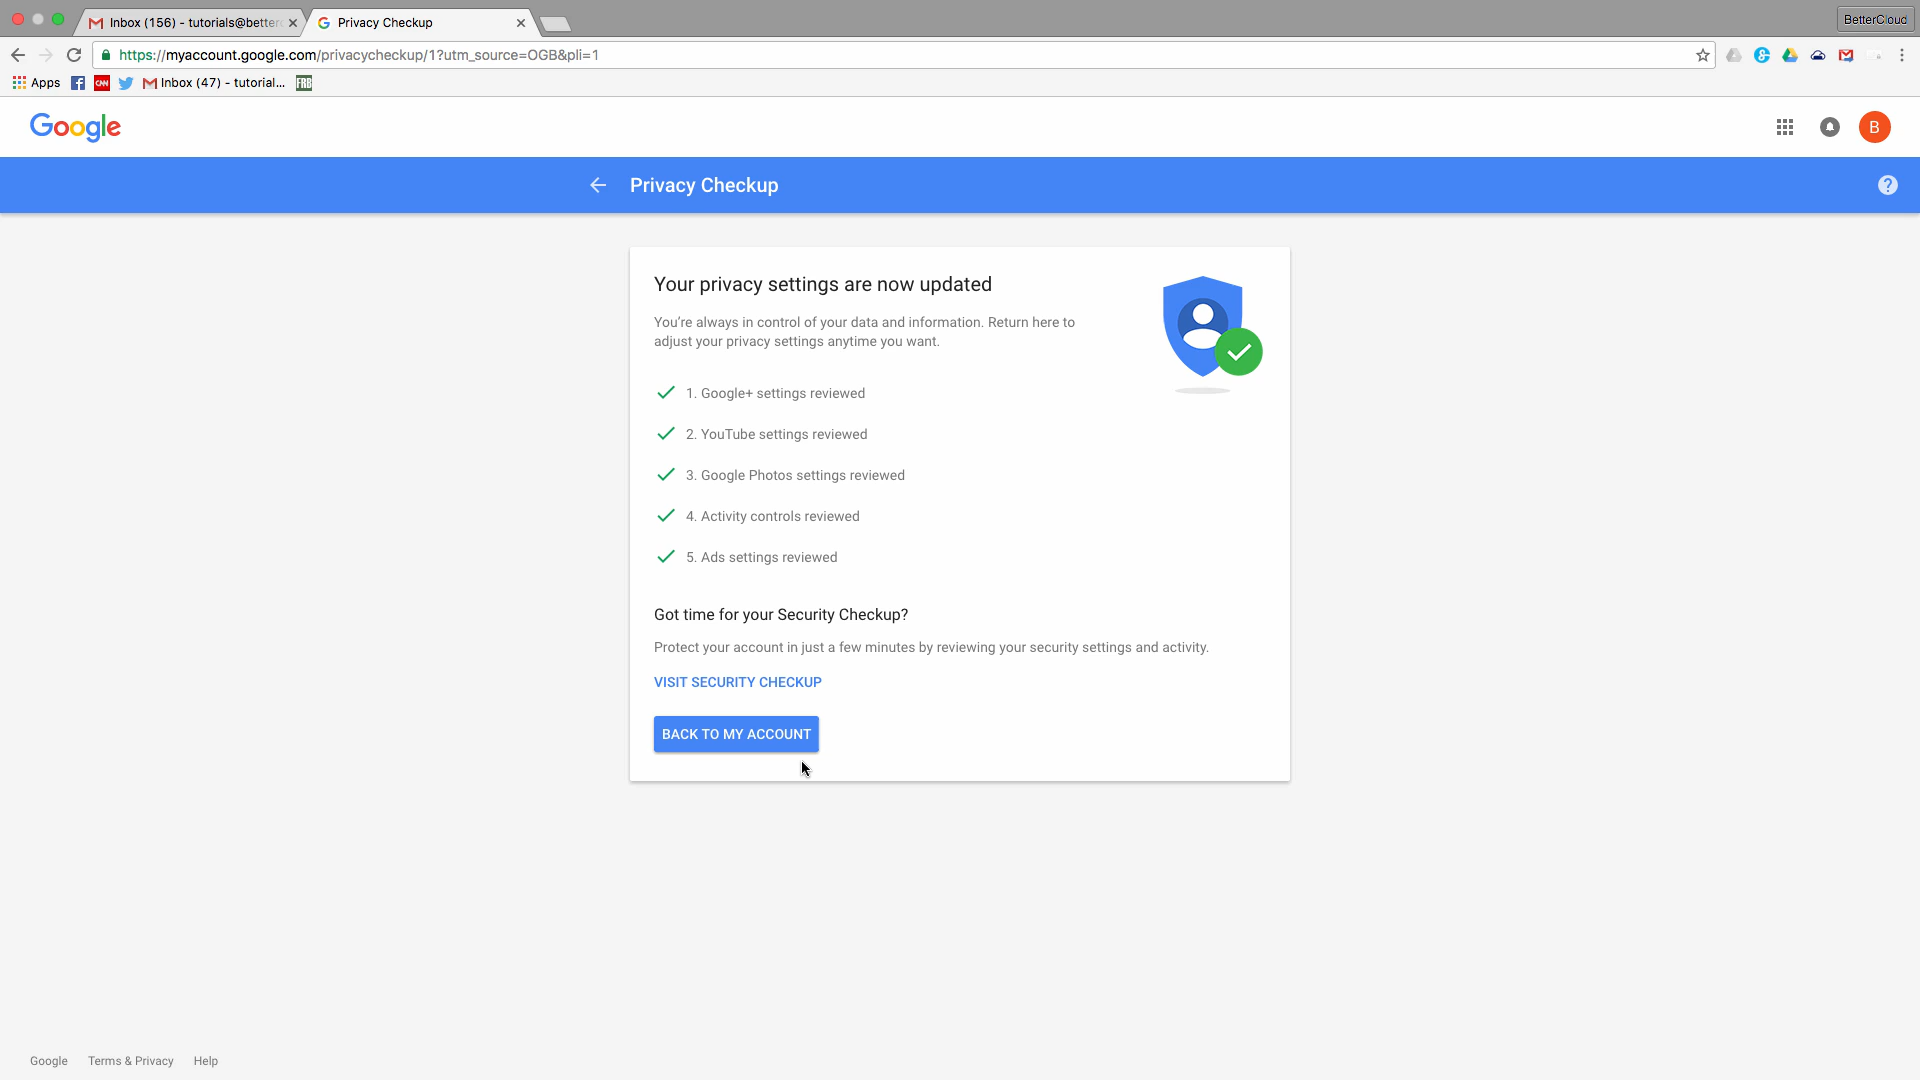 Inbox (156) - tutorials@better
Privacy Checkup
BetterCloud
https://myaccount.google.com/privacycheckup/1?utm_source=OGB&pli=1
Apps
f
CNN
Inbox (47) - tutorial...
FRB
Google
B
Privacy Checkup
?
Your privacy settings are now updated
You're always in control of your data and information. Return here to
adjust your privacy settings anytime you want.
1. Google+ settings reviewed
2. YouTube settings reviewed
3. Google Photos settings reviewed
4. Activity controls reviewed
5. Ads settings reviewed
Got time for your Security Checkup?
Protect your account in just a few minutes by reviewing your security settings and activity.
VISIT SECURITY CHECKUP
BACK TO MY ACCOUNT
Google Terms & Privacy Help